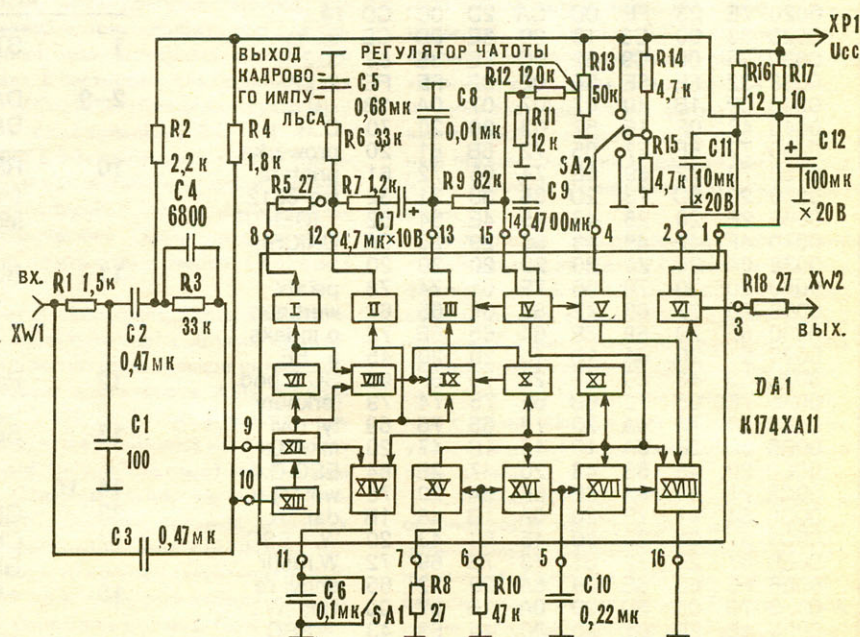 ХР1
Ucc
ВЫХОД
КАДРОВО
ГО ИМПУ
ЛЬСА
РЕГУЛЯТОР ЧАТОТЫ
R2
2,2 к
R4
1,8к
C5
0,68мк
R6 33к
C8
0,01мк
R12 120к
R11
12к
R13
50к
R14
4,7к
R16
12
R17
10
SA2
R15
4,7к
C11
10мк
×20В
C12
100мк
×20В
C4
6800
R5 27
R7 1,2к
C7
4,7мк×10В
R9 82к
C9
4700мк
8
12
13
15
14
4
2
1
ВХ.
XW1
R1 1,5к
C2
0,47мк
R3
33к
I
II
III
IV
V
VI
3
R18 27
XW2
ВЫХ.
VII
VIII
IX
X
XI
DA1
К174ХА11
C1
100
9
XII
10
XIII
XIV
XV
XVI
XVII
XVIII
C3
0,47мк
11
7
6
5
16
C6
0,1мк
SA1
R8
27
R10
47к
C10
0,22мк